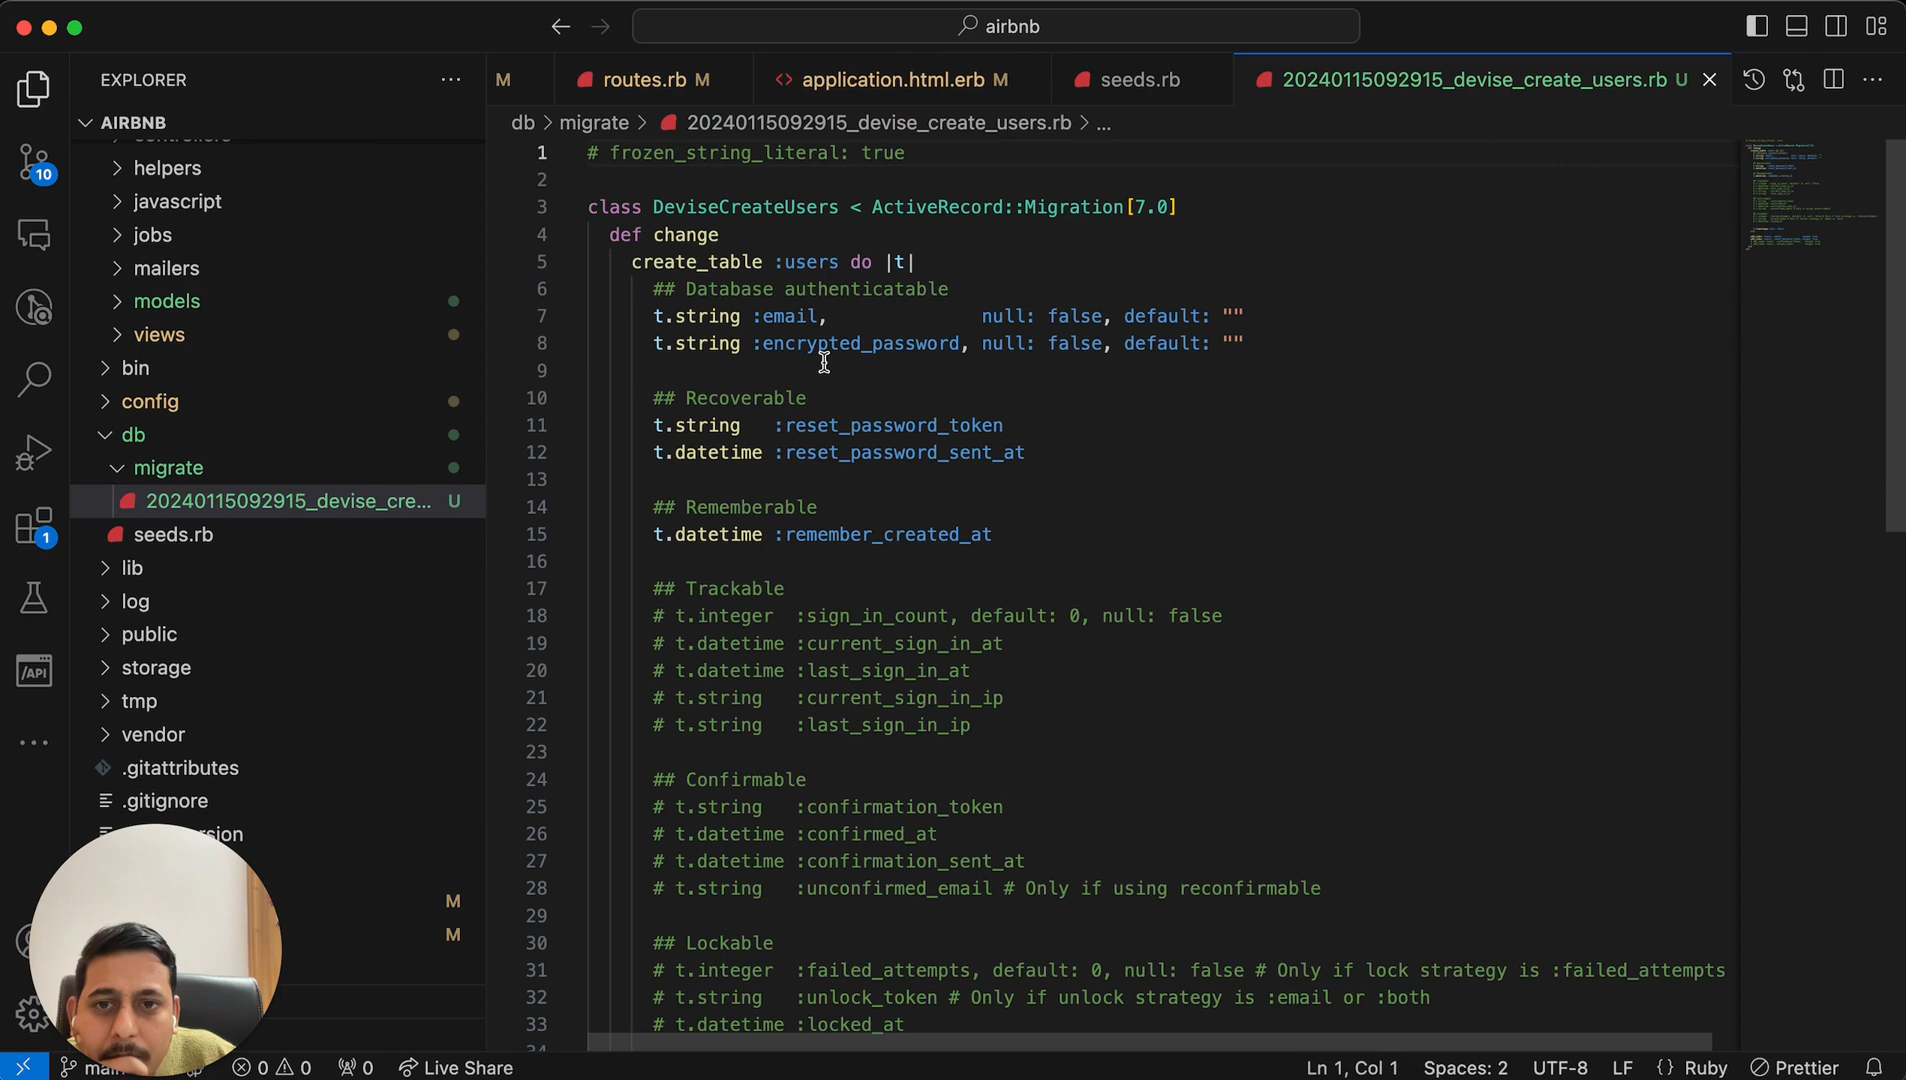 airbnb
EXPLORER
M
routes.rb M
<> application.html.erb M
seeds.rb
20240115092915_devise_create_users.rb U
AIRBNB
db > migrate > 20240115092915_devise_create_users.rb > ...
helpers
javascript
jobs
mailers
models
views
bin
config
db
migrate
20240115092915_devise_cre... U
seeds.rb
lib
log
public
storage
tmp
vendor
.gitattributes
.gitignore
M
M
10
1
/API
1 # frozen_string_literal: true
2
3 class DeviseCreateUsers < ActiveRecord::Migration[7.0]
4 def change
5 create_table :users do |t|
6 ## Database authenticatable
7 t.string :email, null: false, default: ""
8 t.string :encrypted_password, null: false, default: ""
9
10 ## Recoverable
11 t.string :reset_password_token
12 t.datetime :reset_password_sent_at
13
14 ## Rememberable
15 t.datetime :remember_created_at
16
17 ## Trackable
18 # t.integer :sign_in_count, default: 0, null: false
19 # t.datetime :current_sign_in_at
20 # t.datetime :last_sign_in_at
21 # t.string :current_sign_in_ip
22 # t.string :last_sign_in_ip
23
24 ## Confirmable
25 # t.string :confirmation_token
26 # t.datetime :confirmed_at
27 # t.datetime :confirmation_sent_at
28 # t.string :unconfirmed_email # Only if using reconfirmable
29
30 ## Lockable
31 # t.integer :failed_attempts, default: 0, null: false # Only if lock strategy is :failed_attempts
32 # t.string :unlock_token # Only if unlock strategy is :email or :both
33 # t.datetime :locked_at
0 0 0 Live Share
Ln 1, Col 1 Spaces: 2 UTF-8 LF {} Ruby Prettier